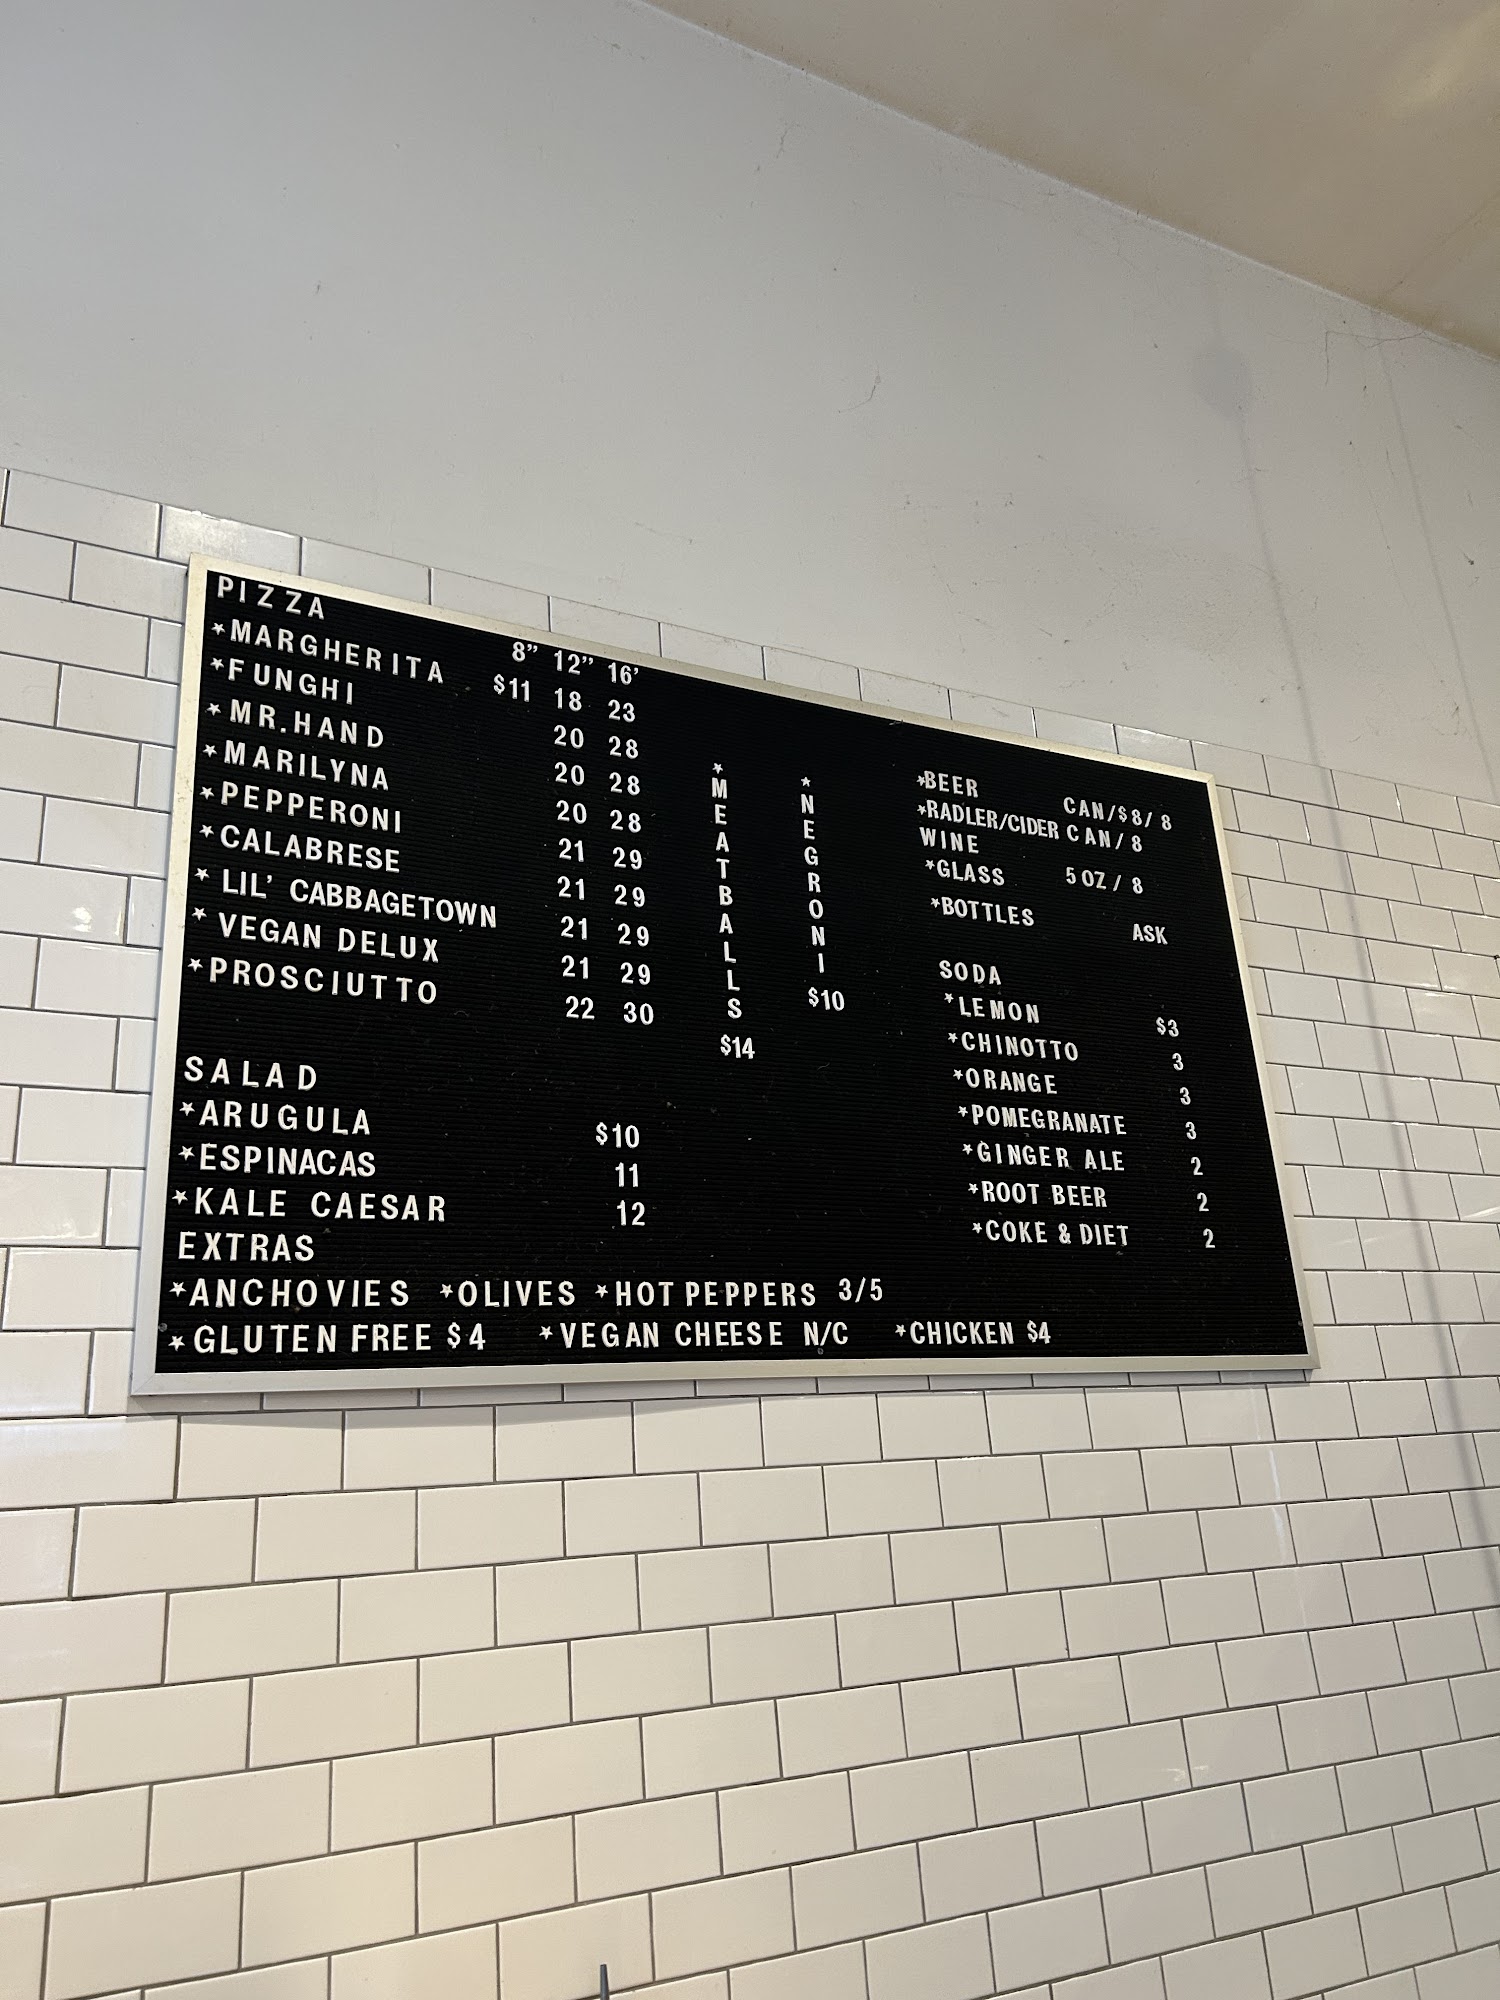 PIZZA
8” 12” 16’
*MARGHERITA $11 18 23
*FUNGHI 20 28
*MR.HAND 20 28
*MARILYNA 20 28
*PEPPERONI 21 29
*CALABRESE 21 29
*LIL’ CABBAGETOWN 21 29
*VEGAN DELUX 21 29
*PROSCIUTTO 22 30
SALAD
*ARUGULA $10
*ESPINACAS 11
*KALE CAESAR 12
*MEATBALLS
$14
*NEGRONI
$10
*BEER CAN/$8/ 8
*RADLER/CIDER CAN/ 8
WINE
*GLASS 5 OZ / 8
*BOTTLES ASK
SODA
*LEMON $3
*CHINOTTO 3
*ORANGE 3
*POMEGRANATE 3
*GINGER ALE 2
*ROOT BEER 2
*COKE & DIET 2
EXTRAS
*ANCHOVIES *OLIVES *HOT PEPPERS 3/5
*GLUTEN FREE $4 *VEGAN CHEESE N/C *CHICKEN $4